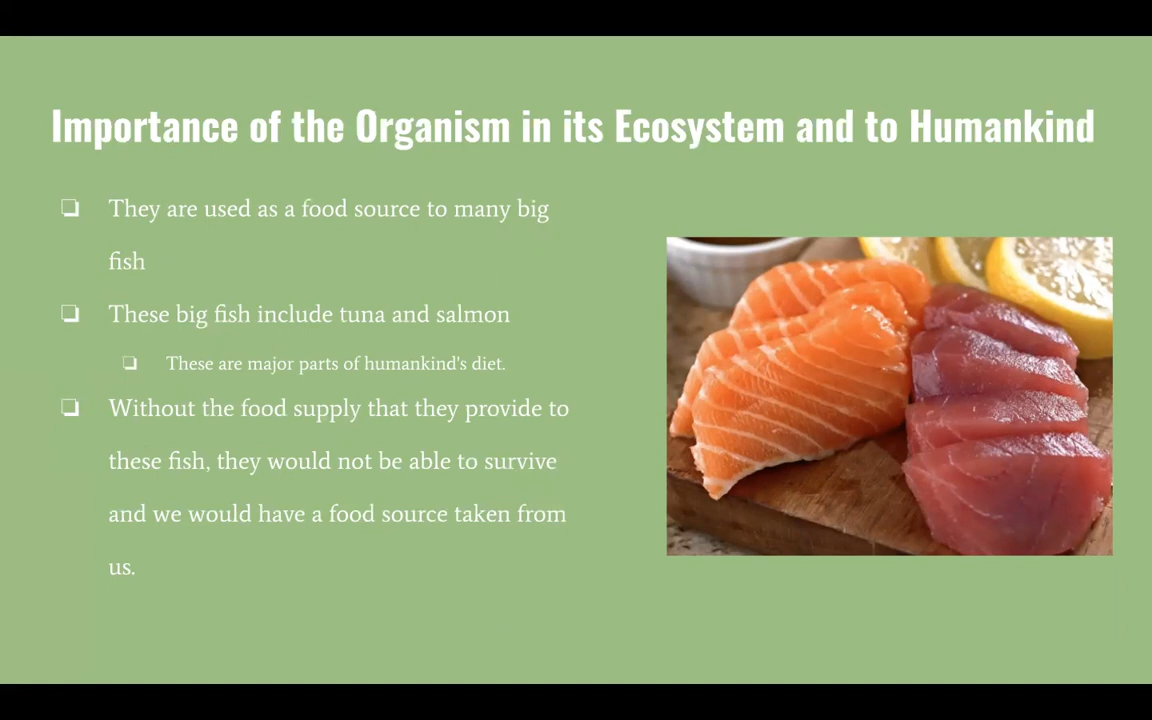 Importance of the Organism in its Ecosystem and to Humankind
❏ They are used as a food source to many big
fish
❏ These big fish include tuna and salmon
❏ These are major parts of humankind's diet.
❏ Without the food supply that they provide to
these fish, they would not be able to survive
and we would have a food source taken from
us.